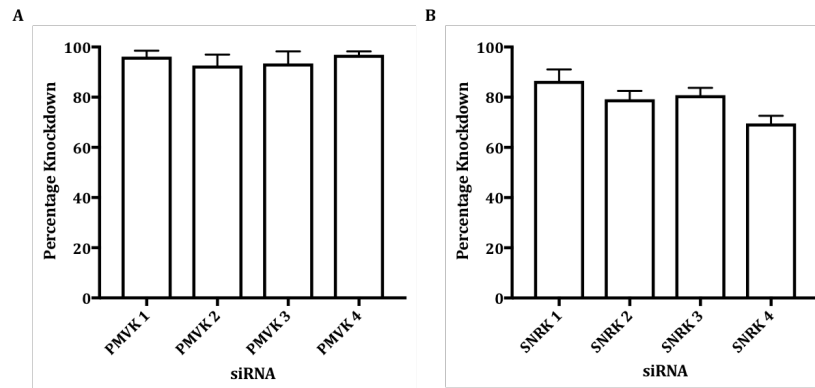 A
Percentage Knockdown
100
80
60
40
20
0
PMVK 1
PMVK 2
PMVK 3
PMVK 4
siRNA
B
Percentage Knockdown
100
80
60
40
20
0
SNRK 1
SNRK 2
SNRK 3
SNRK 4
siRNA